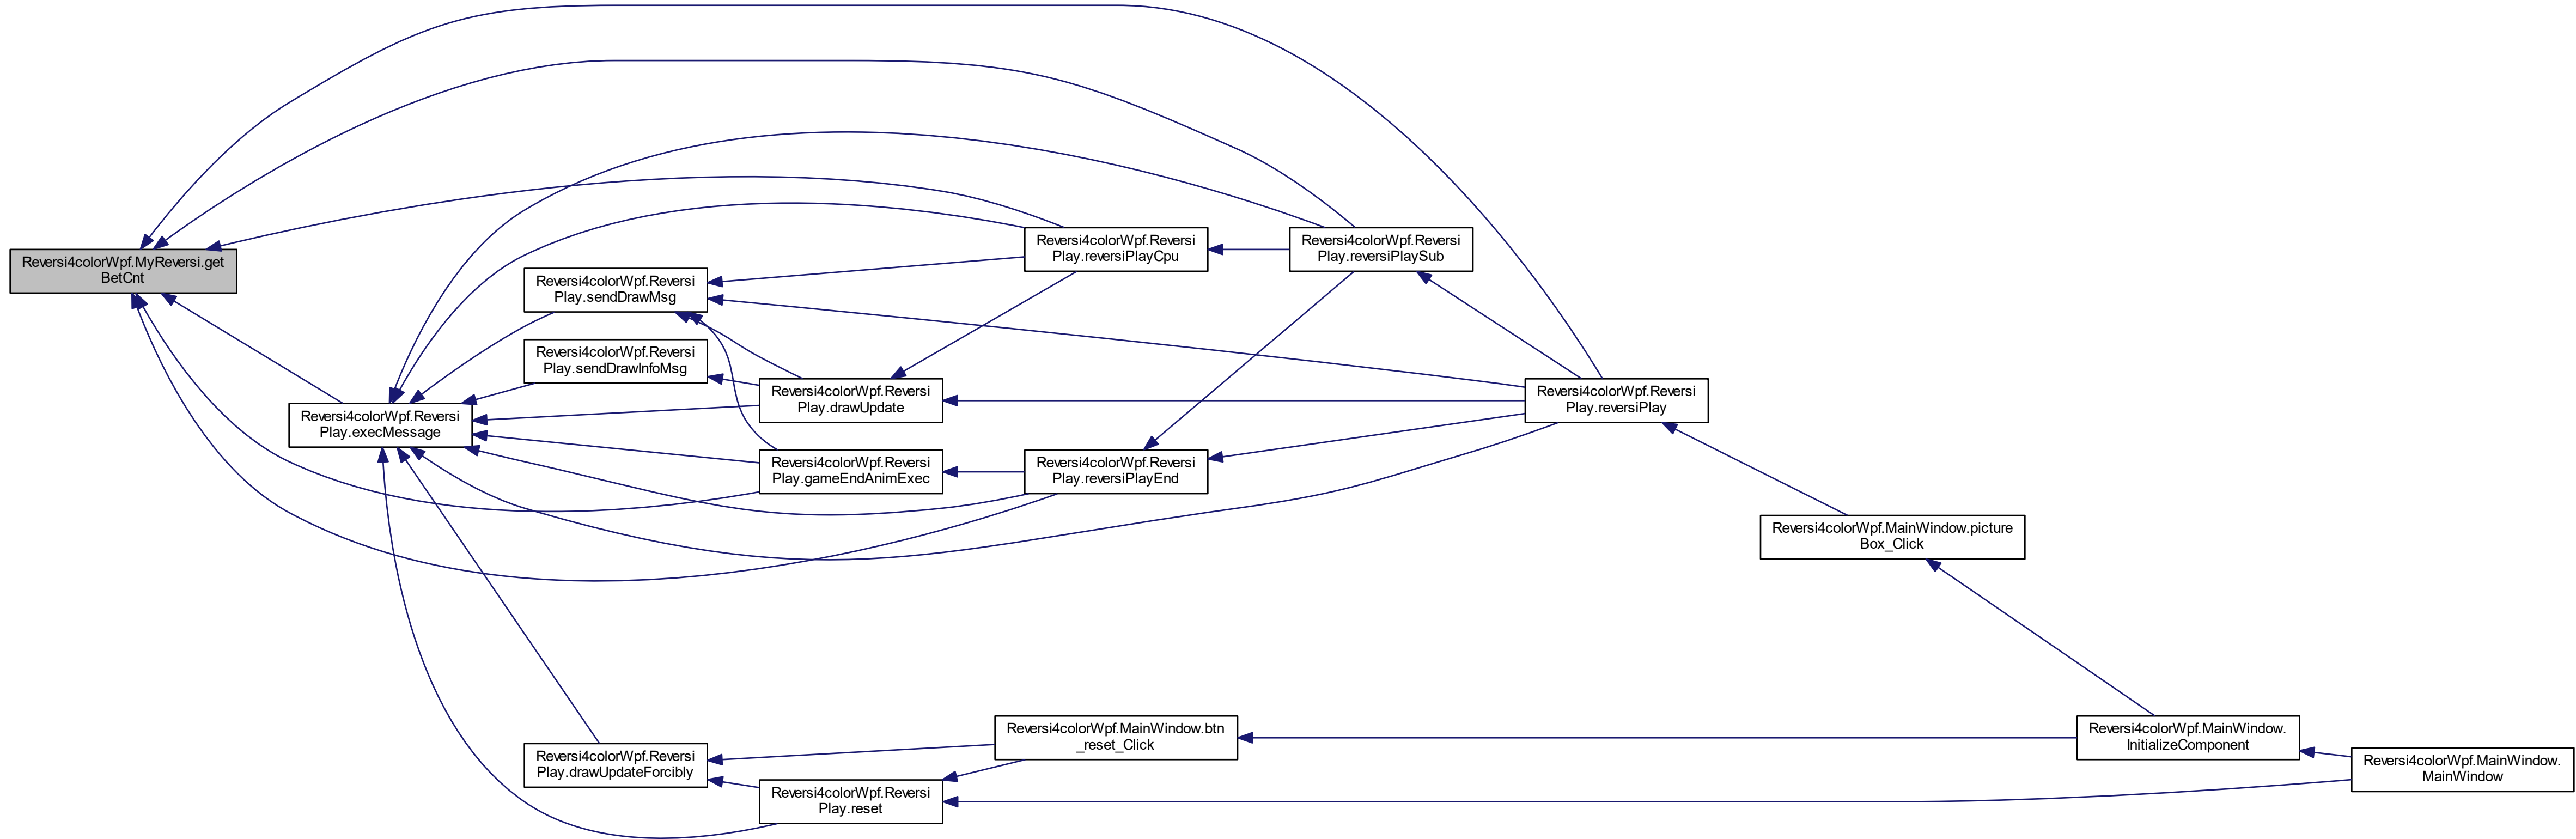 Reversi4colorWpf.MyReversi.get
BetCnt
Reversi4colorWpf.Reversi
Play.execMessage
Reversi4colorWpf.Reversi
Play.sendDrawMsg
Reversi4colorWpf.Reversi
Play.sendDrawInfoMsg
Reversi4colorWpf.Reversi
Play.drawUpdateForcibly
Reversi4colorWpf.Reversi
Play.drawUpdate
Reversi4colorWpf.Reversi
Play.gameEndAnimExec
Reversi4colorWpf.Reversi
Play.reset
Reversi4colorWpf.Reversi
Play.reversiPlayCpu
Reversi4colorWpf.Reversi
Play.reversiPlayEnd
Reversi4colorWpf.MainWindow.btn
_reset_Click
Reversi4colorWpf.Reversi
Play.reversiPlaySub
Reversi4colorWpf.Reversi
Play.reversiPlay
Reversi4colorWpf.MainWindow.picture
Box_Click
Reversi4colorWpf.MainWindow.
InitializeComponent
Reversi4colorWpf.MainWindow.
MainWindow